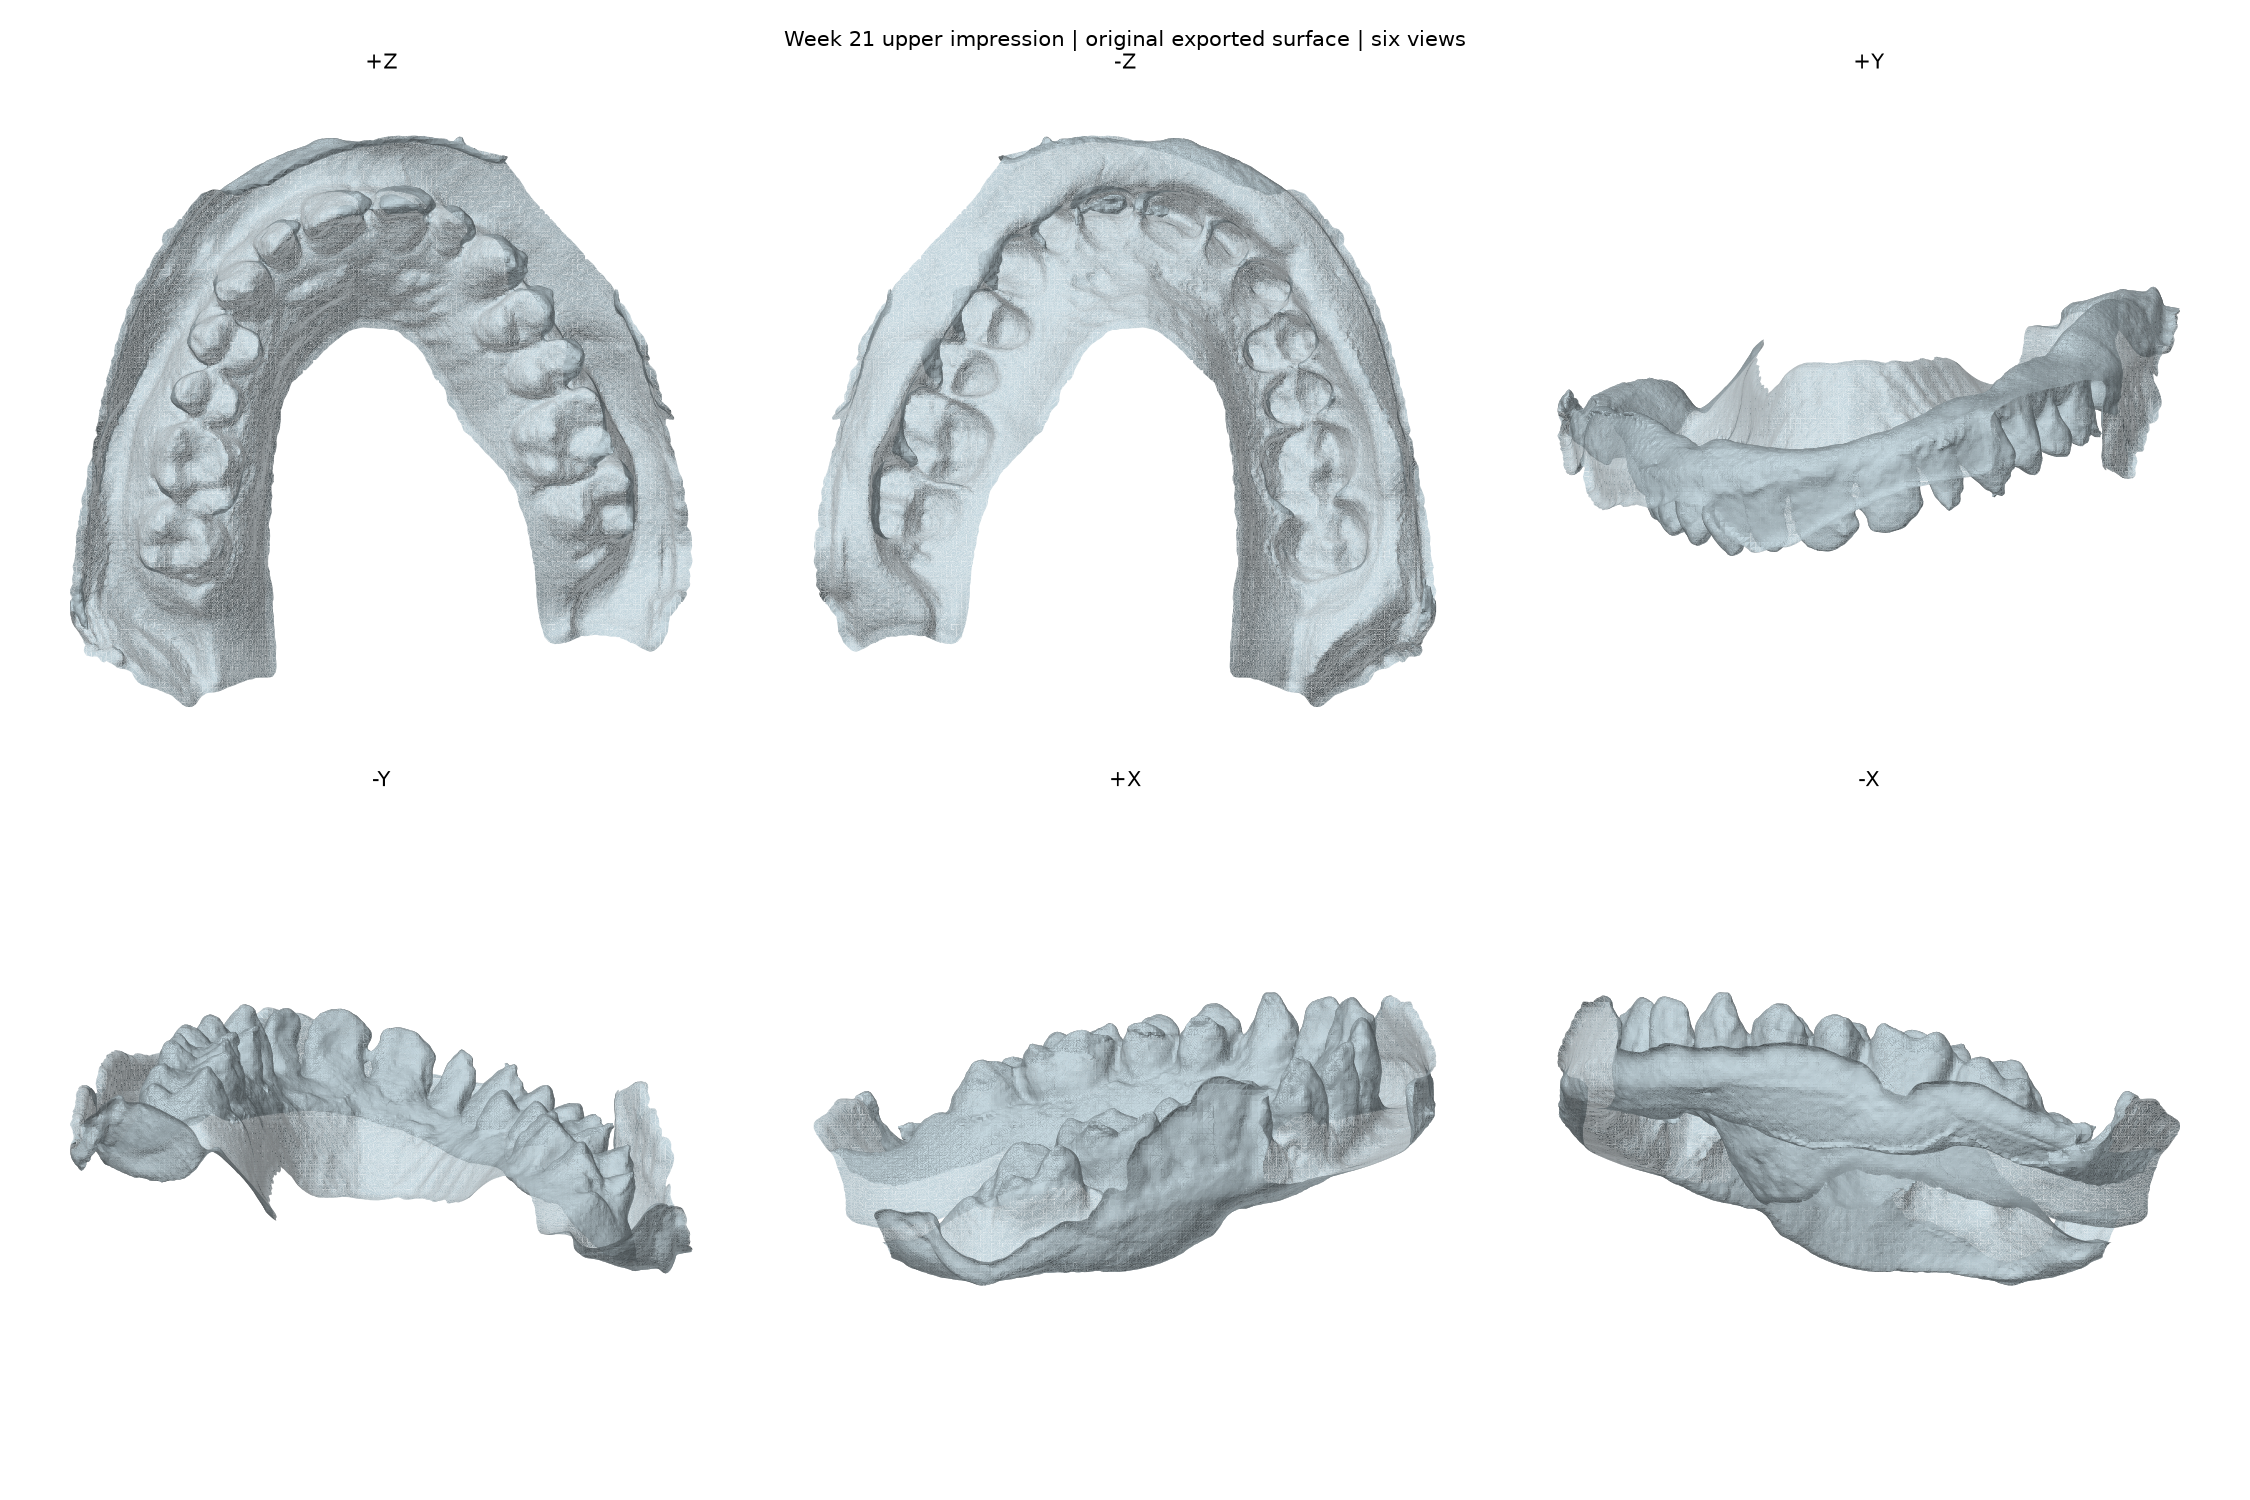 Week 21 upper impression | original exported surface | six views
+Z
-Z
+Y
-Y
+X
-X